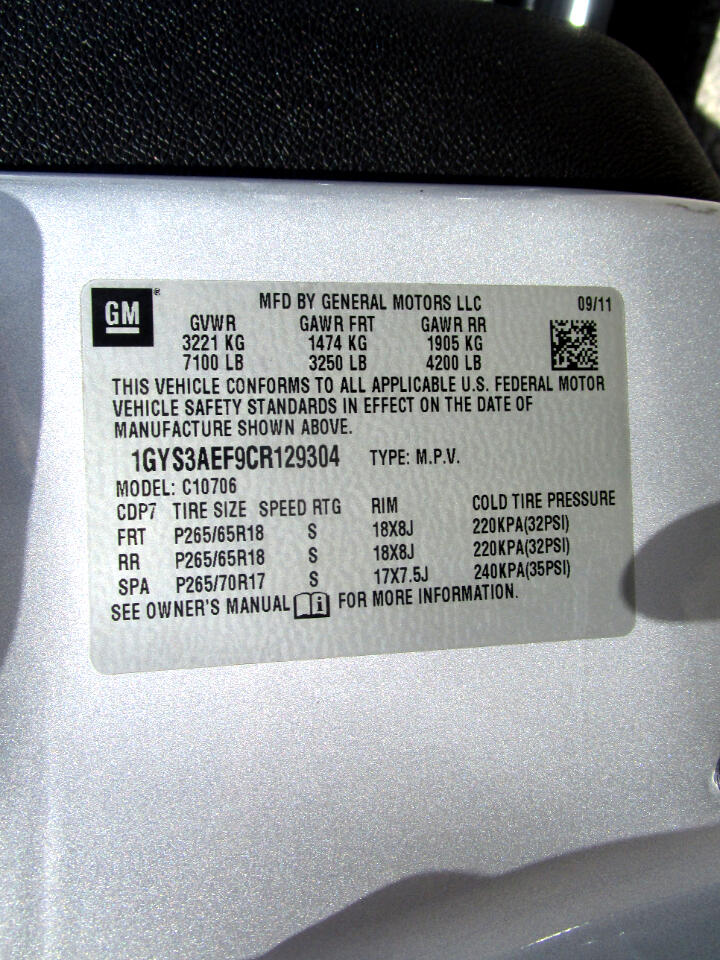 GM®
MFD BY GENERAL MOTORS LLC 09/11
GVWR GAWR FRT GAWR RR
3221 KG 1474 KG 1905 KG
7100 LB 3250 LB 4200 LB
THIS VEHICLE CONFORMS TO ALL APPLICABLE U.S. FEDERAL MOTOR
VEHICLE SAFETY STANDARDS IN EFFECT ON THE DATE OF
MANUFACTURE SHOWN ABOVE.
1GYS3AEF9CR129304 TYPE: M.P.V.
MODEL: C10706
CDP7 TIRE SIZE SPEED RTG RIM COLD TIRE PRESSURE
FRT P265/65R18 S 18X8J 220KPA(32PSI)
RR P265/65R18 S 18X8J 220KPA(32PSI)
SPA P265/70R17 S 17X7.5J 240KPA(35PSI)
SEE OWNER'S MANUAL i FOR MORE INFORMATION.